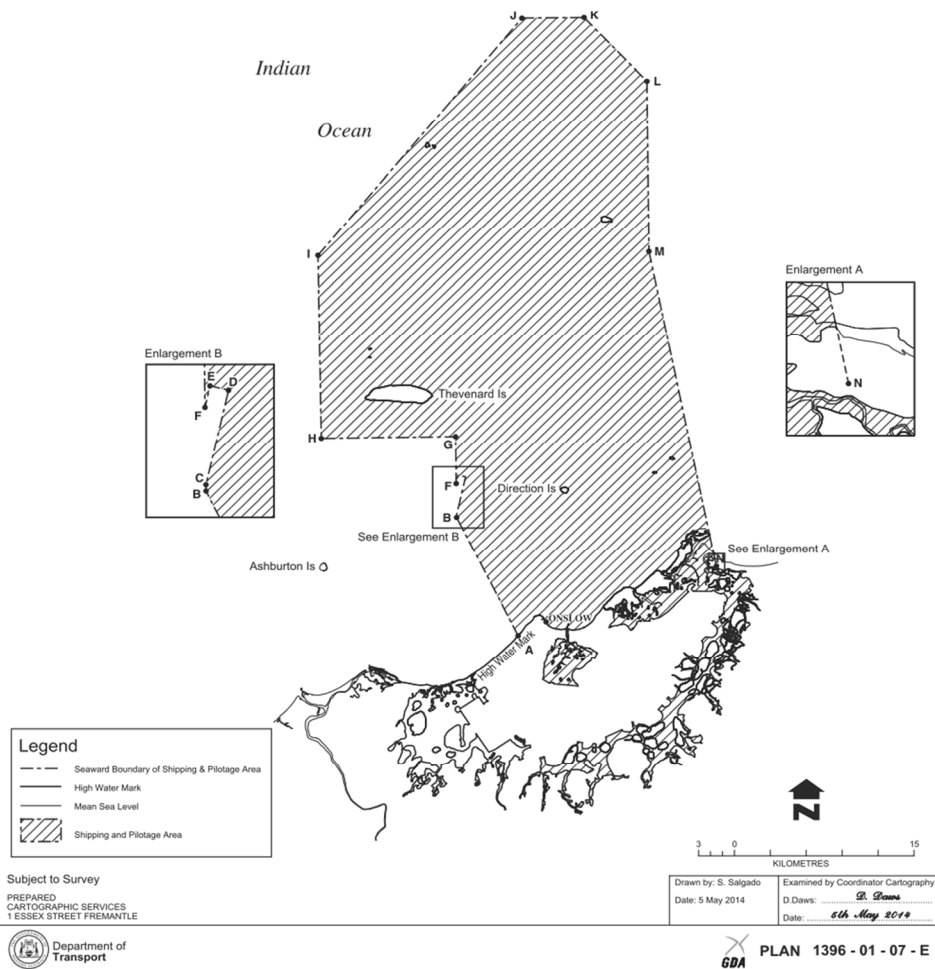 J
K
Indian
L
Ocean
I
M
Enlargement A
N
Enlargement B
E
D
F
C
B
Thevenard Is
H
G
F
Direction Is
B
See Enlargement B
See Enlargement A
N
Ashburton Is
ONSLOW
A
High Water Mark
Legend
Seaward Boundary of Shipping & Pilotage Area
High Water Mark
Mean Sea Level
Shipping and Pilotage Area
N
3 0 15
KILOMETRES
Subject to Survey
PREPARED
CARTOGRAPHIC SERVICES
1 ESSEX STREET FREMANTLE
Drawn by: S. Salgado
Date: 5 May 2014
Examined by Coordinator Cartography
D.Daws: D. Daws
Date: 5th May 2014
Department of
Transport
GDA
PLAN 1396 - 01 - 07 - E